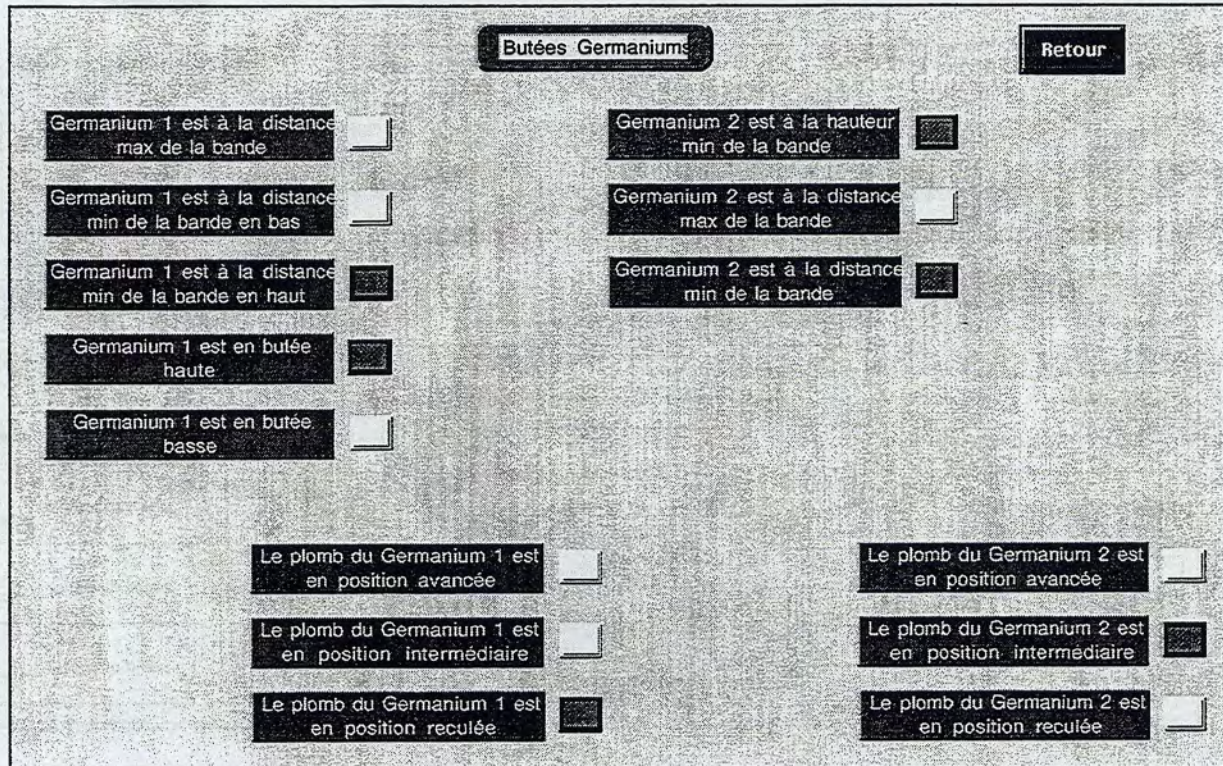 Butées Germaniums
Retour
Germanium 1 est à la distance
max de la bande
Germanium 1 est à la distance
min de la bande en bas
Germanium 1 est à la distance
min de la bande en haut
Germanium 1 est en butée
haute
Germanium 1 est en butée
basse
Germanium 2 est à la hauteur
min de la bande
Germanium 2 est à la distance
max de la bande
Germanium 2 est à la distance
min de la bande
Le plomb du Germanium 1 est
en position avancée
Le plomb du Germanium 1 est
en position intermédiaire
Le plomb du Germanium 1 est
en position reculée
Le plomb du Germanium 2 est
en position avancée
Le plomb du Germanium 2 est
en position intermédiaire
Le plomb du Germanium 2 est
en position reculée